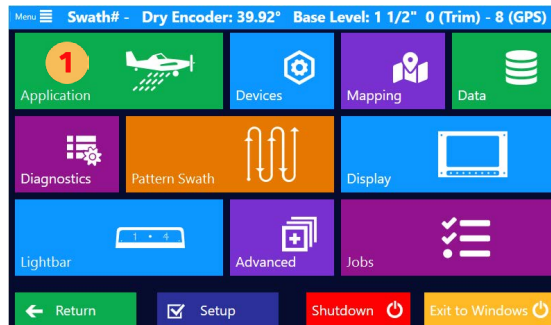 Menu Swath# - Dry Encoder: 39.92° Base Level: 1 1/2" 0 (Trim) - 8 (GPS)
1
Application
Devices
Mapping
Data
Diagnostics
Pattern Swath
Display
1 • 4
Lightbar
Advanced
Jobs
Return
Setup
Shutdown
Exit to Windows